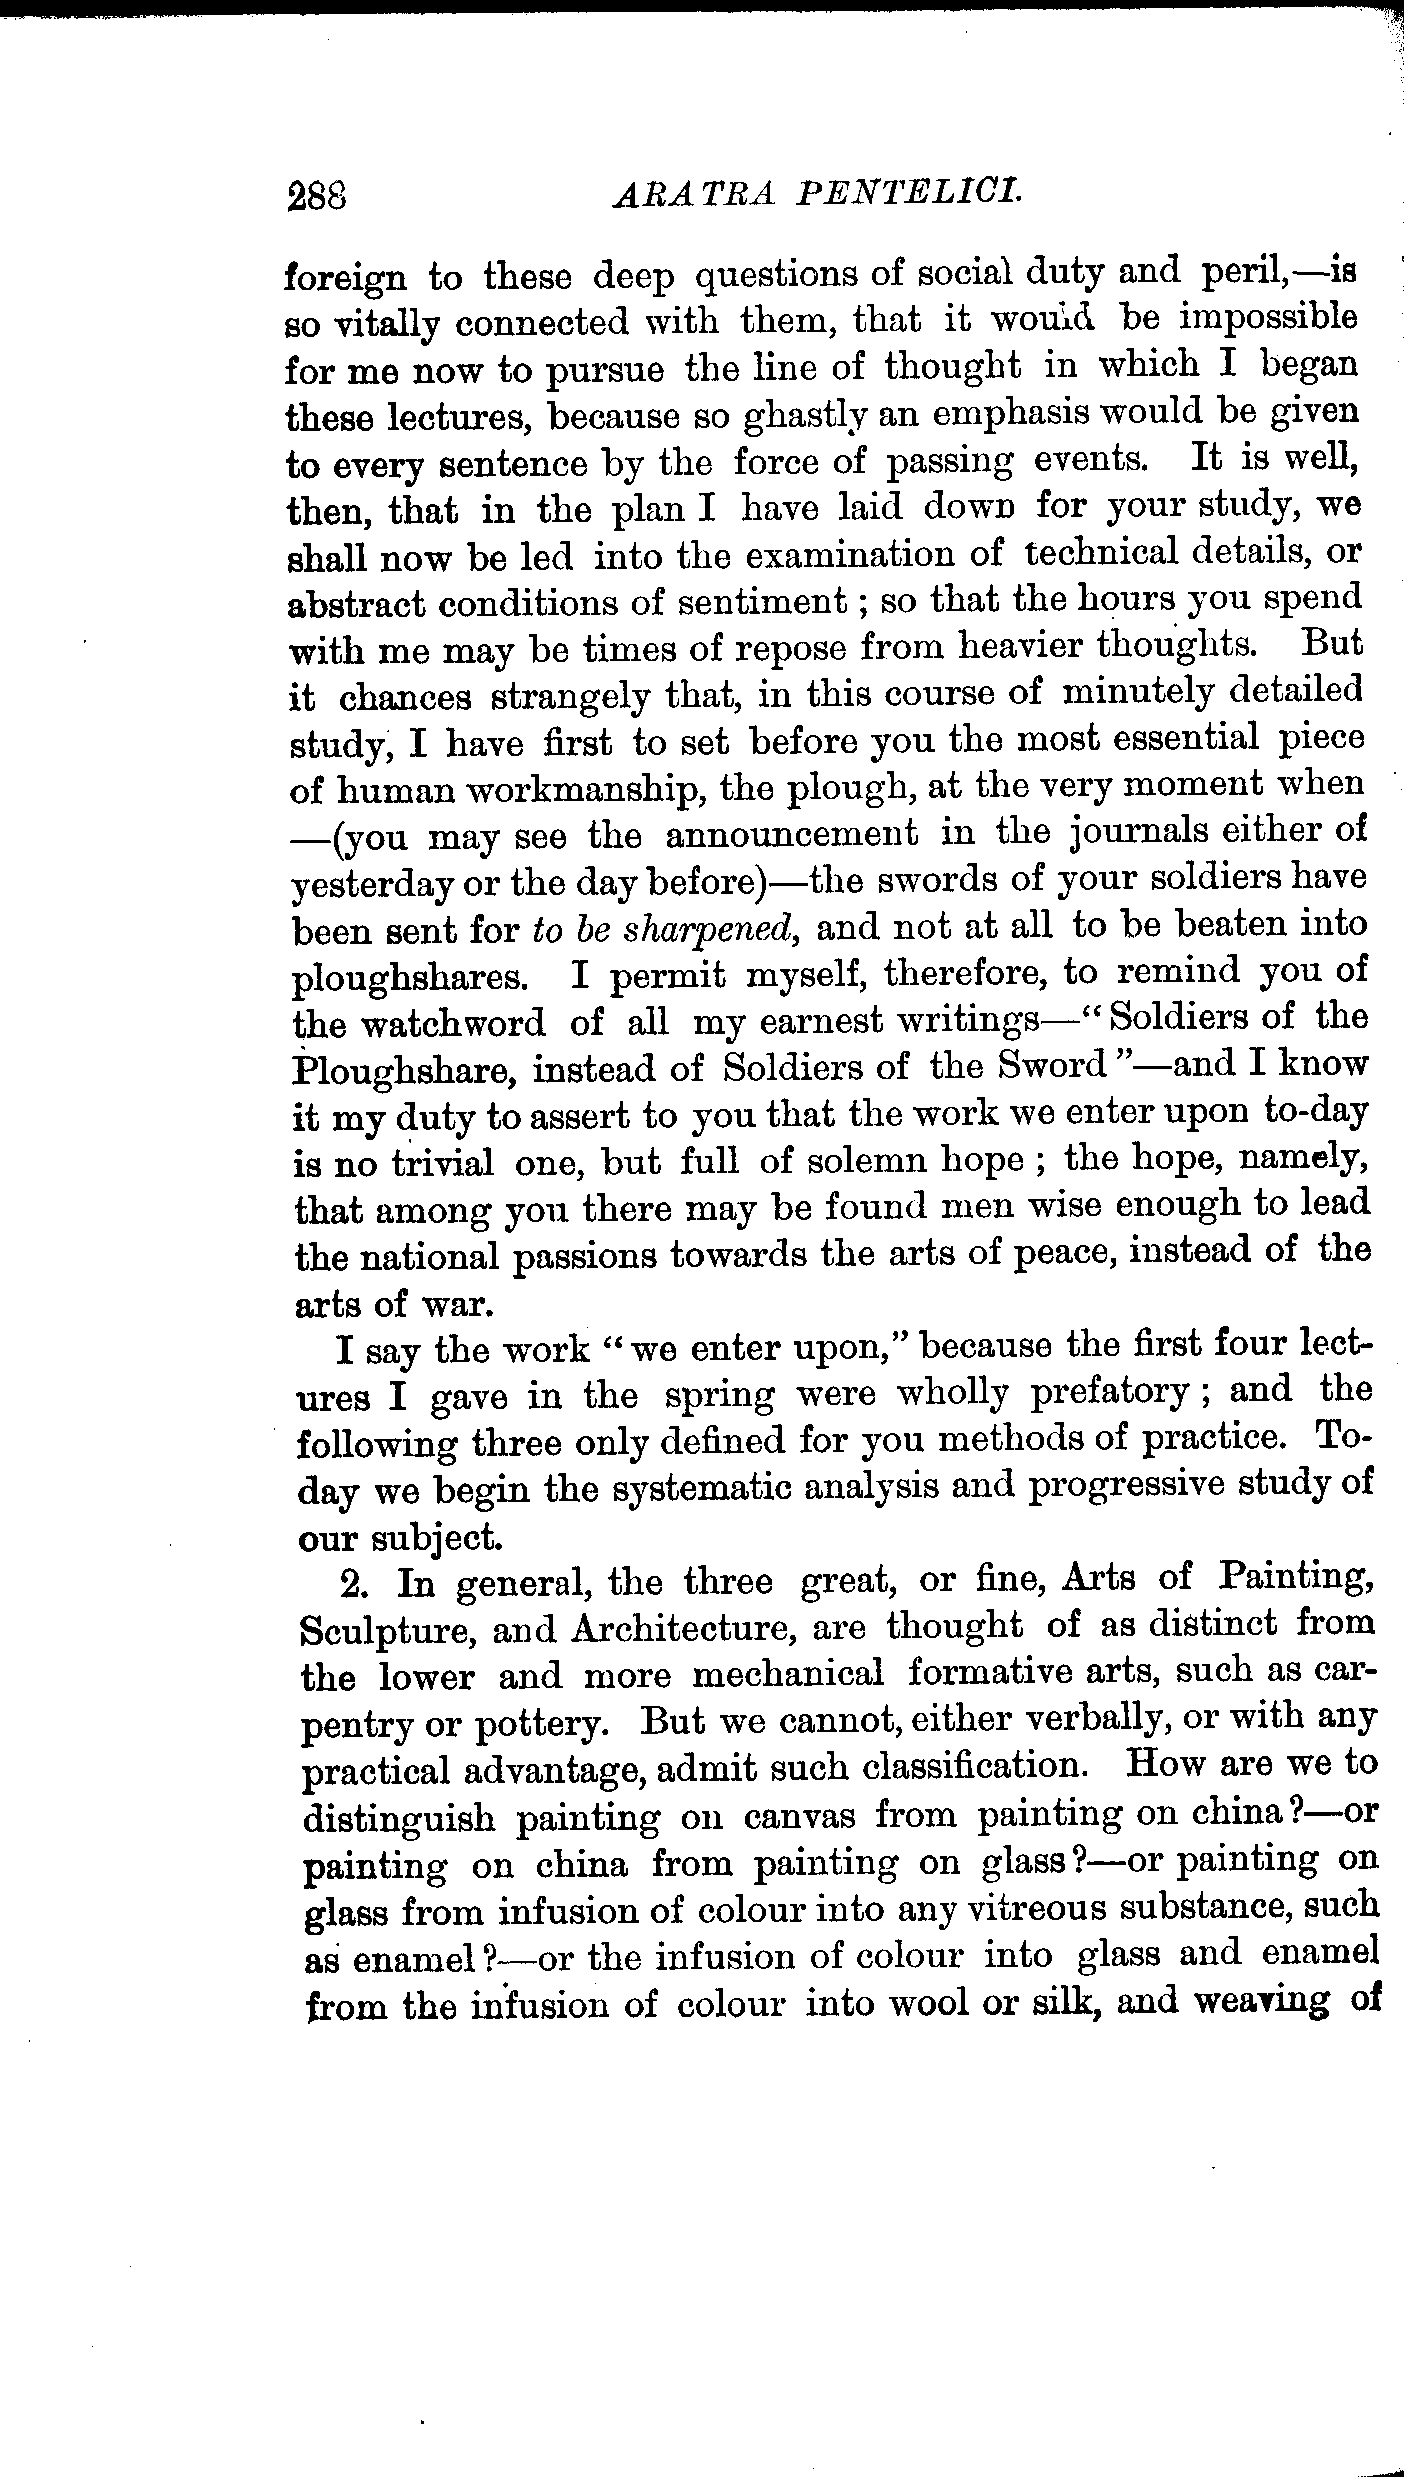 288 ARATRA PENTELICI.
foreign to these deep questions of social duty and peril,—is
so vitally connected with them, that it would be impossible
for me now to pursue the line of thought in which I began
these lectures, because so ghastly an emphasis would be given
to every sentence by the force of passing events. It is well,
then, that in the plan I have laid down for your study, we
shall now be led into the examination of technical details, or
abstract conditions of sentiment ; so that the hours you spend
with me may be times of repose from heavier thoughts. But
it chances strangely that, in this course of minutely detailed
study, I have first to set before you the most essential piece
of human workmanship, the plough, at the very moment when
—(you may see the announcement in the journals either of
yesterday or the day before)—the swords of your soldiers have
been sent for to be sharpened, and not at all to be beaten into
ploughshares. I permit myself, therefore, to remind you of
the watchword of all my earnest writings—“ Soldiers of the
Ploughshare, instead of Soldiers of the Sword ”—and I know
it my duty to assert to you that the work we enter upon to-day
is no trivial one, but full of solemn hope ; the hope, namely,
that among you there may be found men wise enough to lead
the national passions towards the arts of peace, instead of the
arts of war.
I say the work “ we enter upon,” because the first four lect-
ures I gave in the spring were wholly prefatory ; and the
following three only defined for you methods of practice. To-
day we begin the systematic analysis and progressive study of
our subject.
2. In general, the three great, or fine, Arts of Painting,
Sculpture, and Architecture, are thought of as distinct from
the lower and more mechanical formative arts, such as car-
pentry or pottery. But we cannot, either verbally, or with any
practical advantage, admit such classification. How are we to
distinguish painting on canvas from painting on china ?—or
painting on china from painting on glass ?—or painting on
glass from infusion of colour into any vitreous substance, such
as enamel ?—or the infusion of colour into glass and enamel
from the infusion of colour into wool or silk, and weaving of